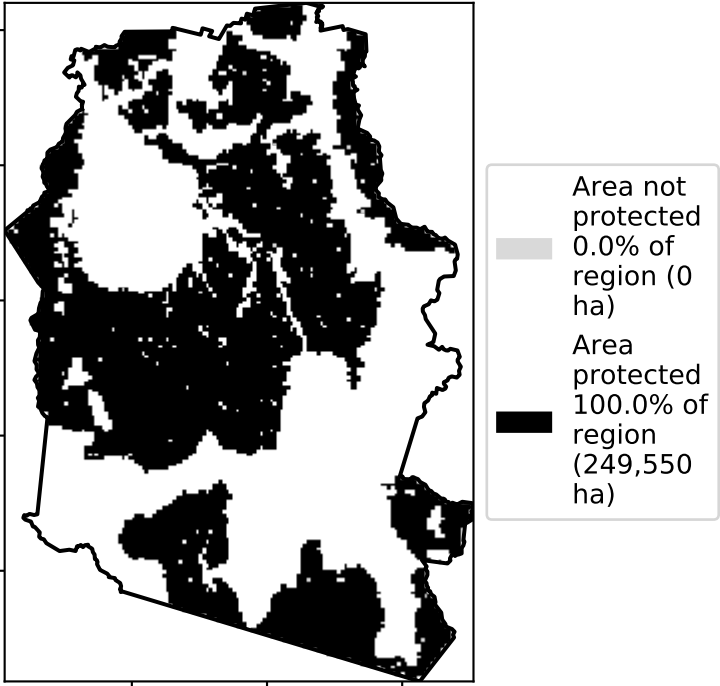 Area not
protected
0.0% of
region (0
ha)
Area
protected
100.0% of
region
(249,550
ha)